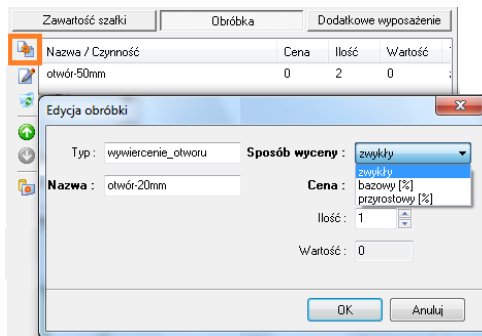 Zawartość szafki Obróbka Dodatkowe wyposażenie
Nazwa / Czynność Cena Ilość Wartość
otwór-50mm 0 2 0
Edycja obróbki x
Typ : wywiercenie_otworu Sposób wyceny : zwykły
zwykły
Nazwa : otwór-20mm Cena : bazowy [%]
przyrostowy [%]
Ilość : 1
Wartość : 0
OK Anuluj